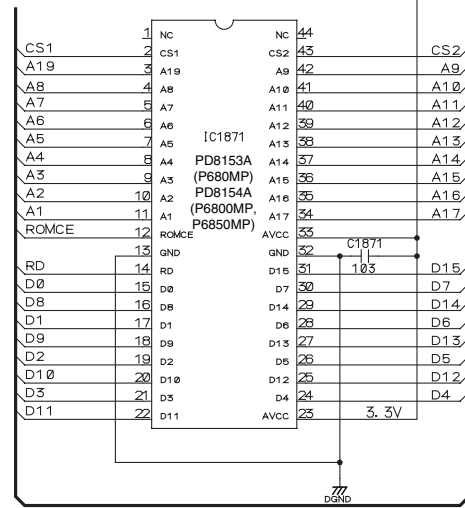 1 NC NC 44
CS1 2 CS1 CS2 43 CS2
A19 3 A19 A9 42 A9
A8 4 A8 A10 41 A10
A7 5 A7 A11 40 A11
A6 6 A6 A12 39 A12
A5 7 A5 IC1871 A13 38 A13
A4 8 A4 PD8153A A14 37 A14
A3 9 A3 (P680MP) A15 36 A15
A2 10 A2 PD8154A A16 35 A16
A1 11 A1 (P6800MP, A17 34 A17
ROMCE 12 ROMCE P6850MP) AVCC 33
13 GND GND 32 C1871
RD 14 RD D15 31 103 D15
D0 15 D0 D7 30 D7
D8 16 D8 D14 29 D14
D1 17 D1 D6 28 D6
D9 18 D9 D13 27 D13
D2 19 D2 D5 26 D5
D10 20 D10 D12 25 D12
D3 21 D3 D4 24 D4
D11 22 D11 AVCC 23 3.3V
DGND